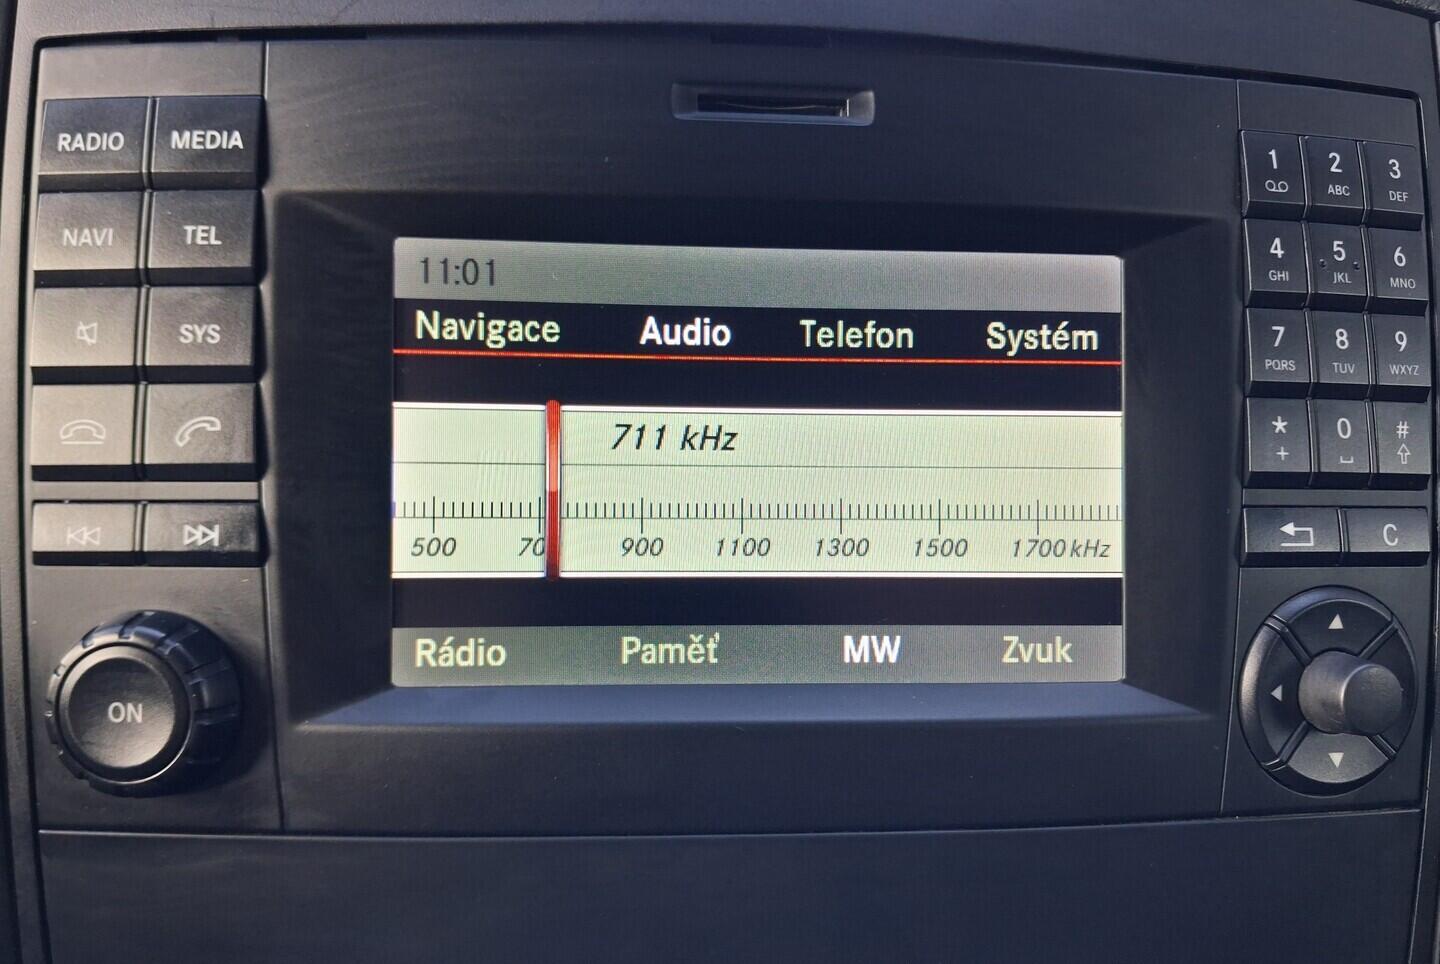 RADIO MEDIA
NAVI TEL
SYS
ON
11:01
Navigace Audio Telefon Systém
711 kHz
500 70 900 1100 1300 1500 1700 kHz
Rádio Paměť MW Zvuk
1 2 3
ABC DEF
4 5 6
GHI JKL MNO
7 8 9
PQRS TUV WXYZ
* 0 #
+
C